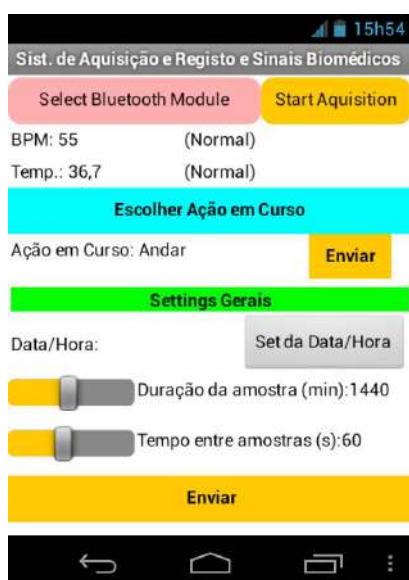 15h54
Sist. de Aquisição e Registo e Sinais Biomédicos
Select Bluetooth Module Start Aquisition
BPM: 55 (Normal)
Temp.: 36,7 (Normal)
Escolher Ação em Curso
Ação em Curso: Andar Enviar
Settings Gerais
Data/Hora: Set da Data/Hora
Duração da amostra (min):1440
Tempo entre amostras (s):60
Enviar